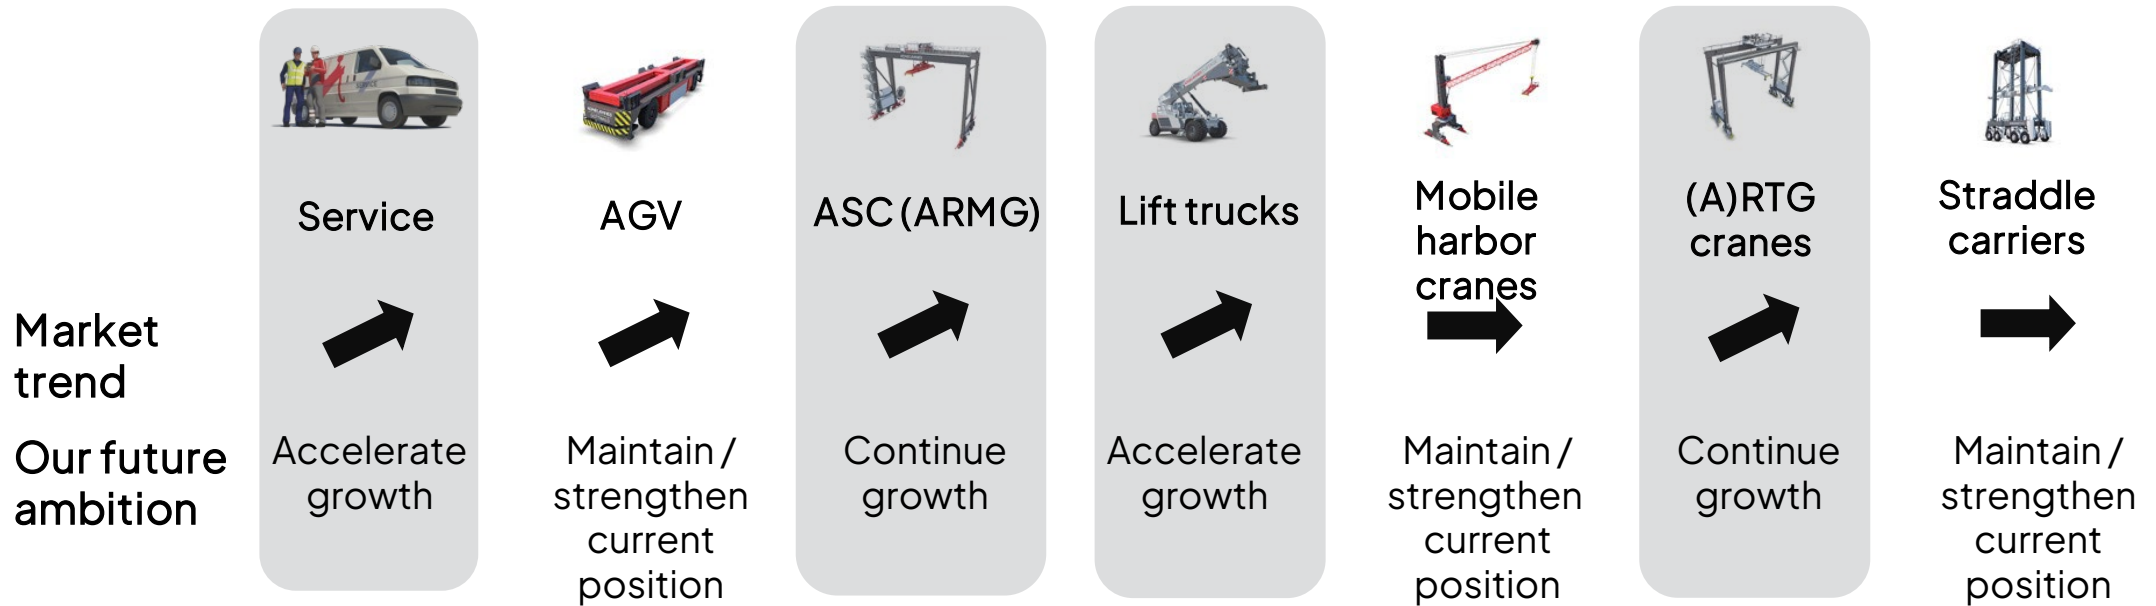 Service
AGV
ASC (ARMG)
Lift trucks
Mobile
harbor
cranes
(A)RTG
cranes
Straddle
carriers
Market
trend
Our future
ambition
Accelerate
growth
Maintain /
strengthen
current
position
Continue
growth
Accelerate
growth
Maintain /
strengthen
current
position
Continue
growth
Maintain /
strengthen
current
position